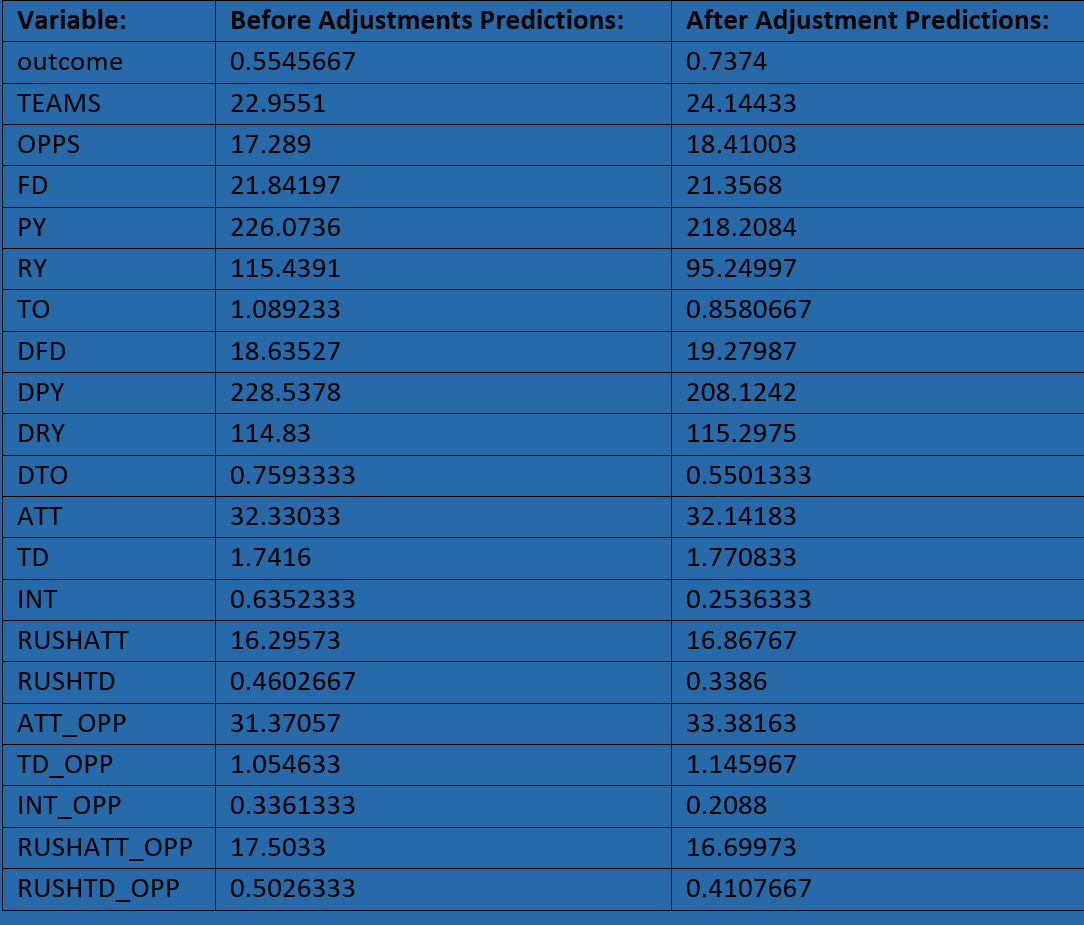 Variable: Before Adjustments Predictions: After Adjustment Predictions:
outcome 0.5545667 0.7374
TEAMS 22.9551 24.14433
OPPS 17.289 18.41003
FD 21.84197 21.3568
PY 226.0736 218.2084
RY 115.4391 95.24997
TO 1.089233 0.8580667
DFD 18.63527 19.27987
DPY 228.5378 208.1242
DRY 114.83 115.2975
DTO 0.7593333 0.5501333
ATT 32.33033 32.14183
TD 1.7416 1.770833
INT 0.6352333 0.2536333
RUSHATT 16.29573 16.86767
RUSHTD 0.4602667 0.3386
ATT_OPP 31.37057 33.38163
TD_OPP 1.054633 1.145967
INT_OPP 0.3361333 0.2088
RUSHATT_OPP 17.5033 16.69973
RUSHTD_OPP 0.5026333 0.4107667